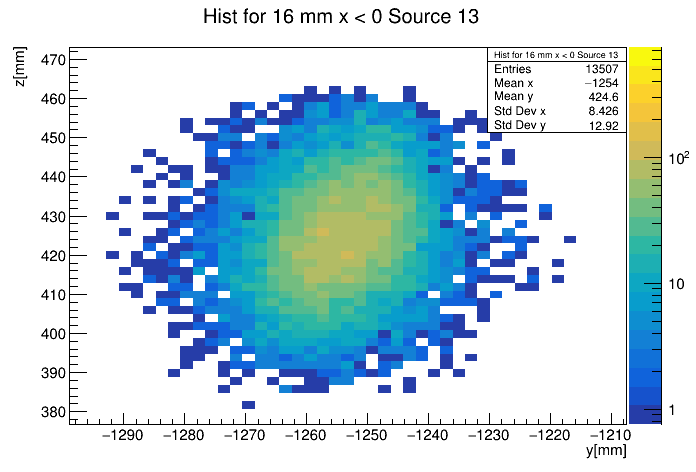 Hist for 16 mm x < 0 Source 13
z[mm]
Hist for 16 mm x < 0 Source 13
Entries 13507
Mean x −1254
Mean y 424.6
Std Dev x 8.426
Std Dev y 12.92
470
460
450
440
430
420
410
400
390
380
10²
10
1
−1290 −1280 −1270 −1260 −1250 −1240 −1230 −1220 −1210
y[mm]